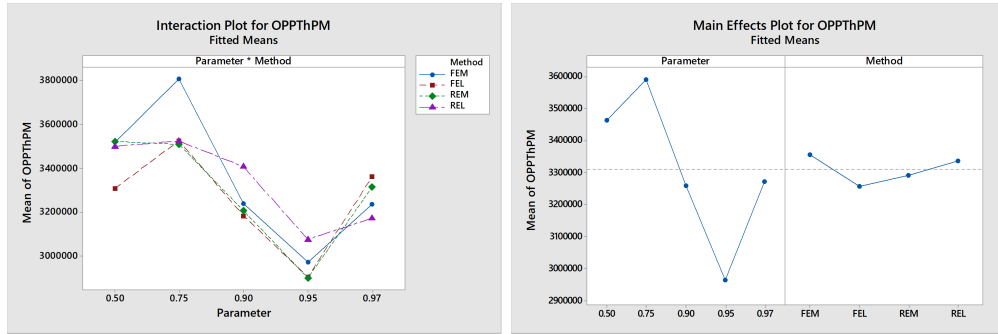 Interaction Plot for OPPThPM
Fitted Means
Parameter * Method
Mean of OPPThPM
3800000
3600000
3400000
3200000
3000000
0.50 0.75 0.90 0.95 0.97
Parameter
Method
FEM
FEL
REM
REL
Main Effects Plot for OPPThPM
Fitted Means
Parameter Method
Mean of OPPThPM
3600000
3500000
3400000
3300000
3200000
3100000
3000000
2900000
0.50 0.75 0.90 0.95 0.97 FEM FEL REM REL